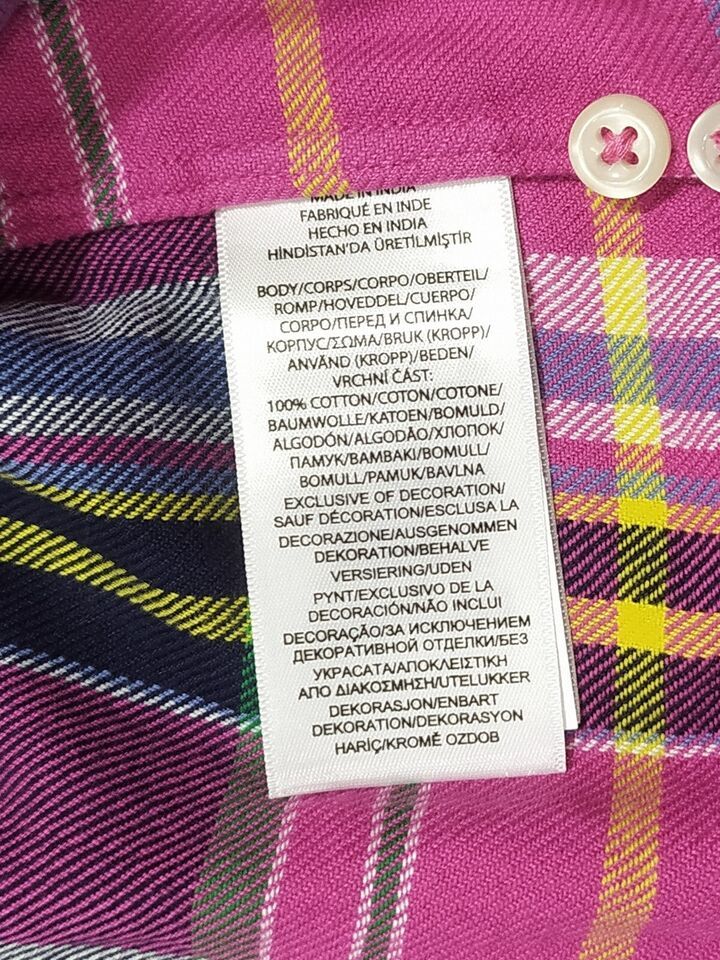 MADE IN INDIA
FABRIQUÉ EN INDE
HECHO EN INDIA
HİNDİSTAN'DA ÜRETİLMİŞTİR
BODY/CORPS/CORPO/OBERTEIL/
ROMP/HOVEDDEL/CUERPO/
CORPO/ПЕРЕД И СПИНКА/
КОРПУС/ΣΩΜΑ/BRUK (KROPP)/
ANVÄND (KROPP)/BEDEN/
VRCHNÍ ČÁST:
100% COTTON/COTON/COTONE/
BAUMWOLLE/KATOEN/BOMULD/
ALGODÓN/ALGODÃO/ХЛОПОК/
ПАМУК/ΒΑΜΒΑΚΙ/BOMULL/
BOMULL/PAMUK/BAVLNA
EXCLUSIVE OF DECORATION/
SAUF DÉCORATION/ESCLUSA LA
DECORAZIONE/AUSGENOMMEN
DEKORATION/BEHALVE
VERSIERING/UDEN
PYNT/EXCLUSIVO DE LA
DECORACIÓN/NÃO INCLUI
DECORAÇÃO/ЗА ИСКЛЮЧЕНИЕМ
ДЕКОРАТИВНОЙ ОТДЕЛКИ/БЕЗ
УКРАСАТА/ΑΠΟΚΛΕΙΣΤΙΚΗ
ΑΠΟ ΔΙΑΚΟΣΜΗΣΗ/UTELUKKER
DEKORASJON/ENBART
DEKORATION/DEKORASYON
HARİÇ/KROMĚ OZDOB